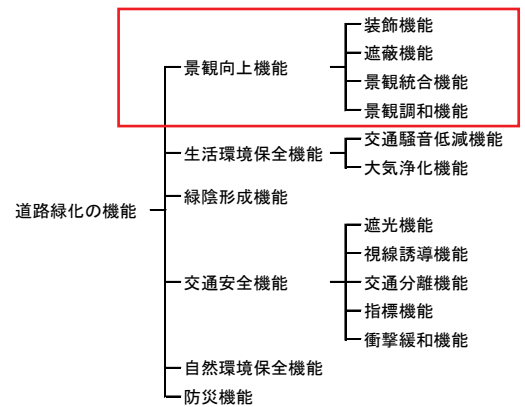 道路緑化の機能
景観向上機能
装飾機能
遮蔽機能
景観統合機能
景観調和機能
生活環境保全機能
交通騒音低減機能
大気浄化機能
緑陰形成機能
交通安全機能
遮光機能
視線誘導機能
交通分離機能
指標機能
衝撃緩和機能
自然環境保全機能
防災機能